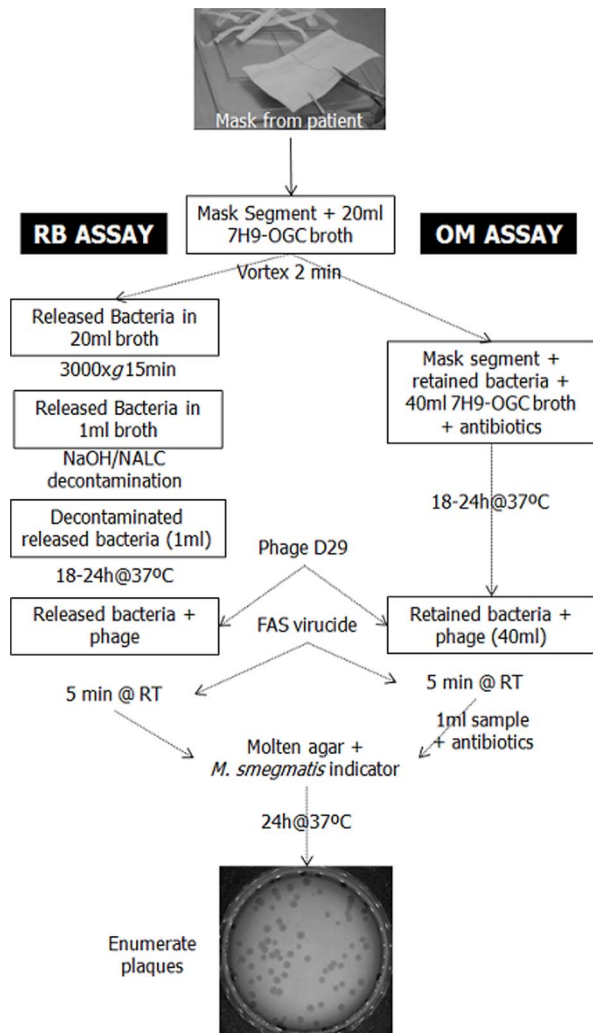 Mask from patient
RB ASSAY
Mask Segment + 20ml
7H9-OGC broth
OM ASSAY
Vortex 2 min
Released Bacteria in
20ml broth
3000xg15min
Released Bacteria in
1ml broth
NaOH/NALC
decontamination
Decontaminated
released bacteria (1ml)
18-24h@37ºC
Released bacteria +
phage
5 min @ RT
Mask segment +
retained bacteria +
40ml 7H9-OGC broth
+ antibiotics
18-24h@37ºC
Phage D29
FAS virucide
Retained bacteria +
phage (40ml)
5 min @ RT
1ml sample
+ antibiotics
Molten agar +
M. smegmatis indicator
24h@37ºC
Enumerate
plaques